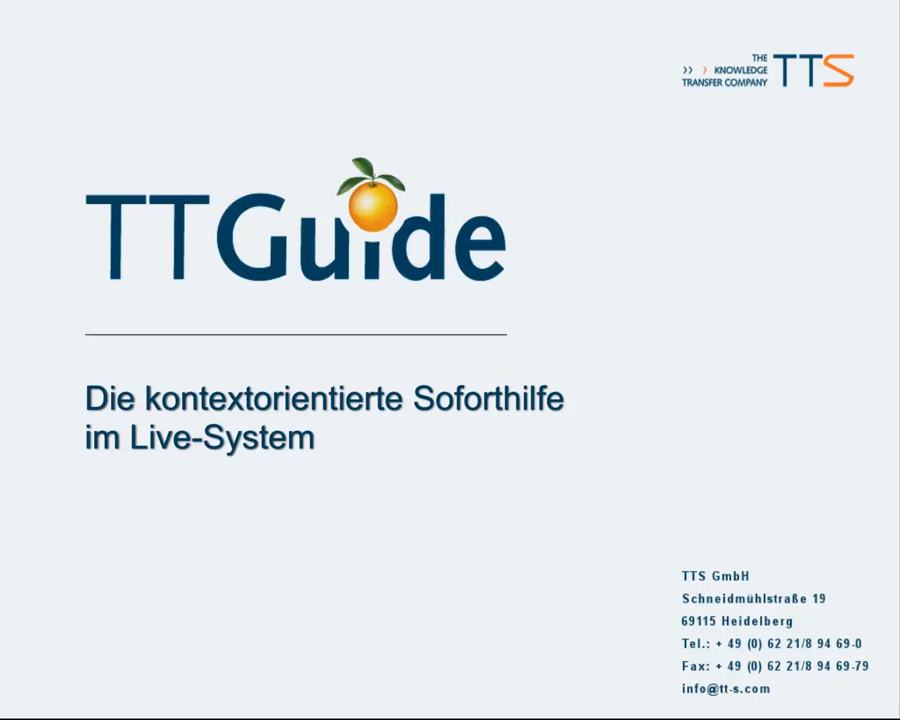 THE
KNOWLEDGE
TRANSFER COMPANY
TTS
TTGuide
Die kontextorientierte Soforthilfe
im Live-System
TTS GmbH
Schneidmühlstraße 19
69115 Heidelberg
Tel.: + 49 (0) 62 21/8 94 69-0
Fax: + 49 (0) 62 21/8 94 69-79
info@tt-s.com